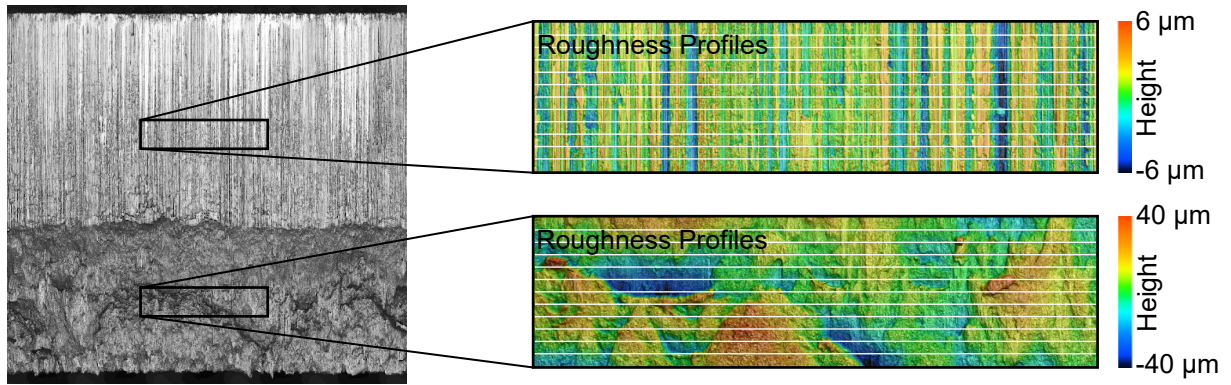 Roughness Profiles
6 µm
Height
-6 µm
Roughness Profiles
40 µm
Height
-40 µm